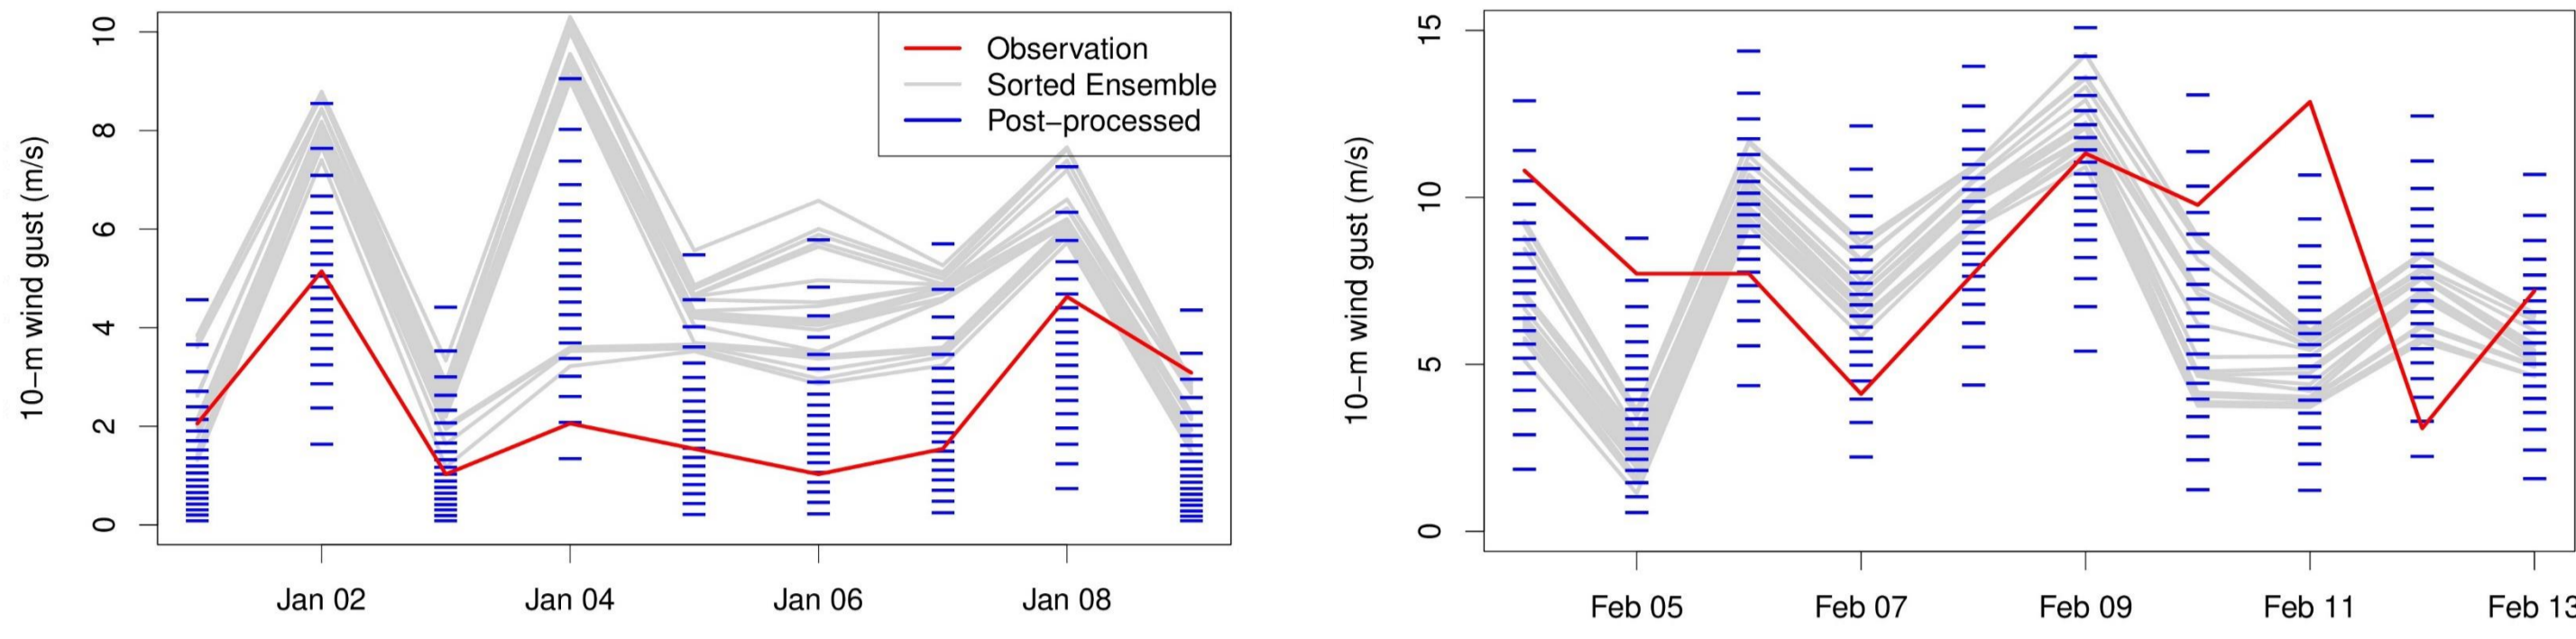 10−m wind gust (m/s)
10
8
6
4
2
0
Observation
Sorted Ensemble
Post−processed
Jan 02
Jan 04
Jan 06
Jan 08
10−m wind gust (m/s)
15
10
5
0
Feb 05
Feb 07
Feb 09
Feb 11
Feb 13